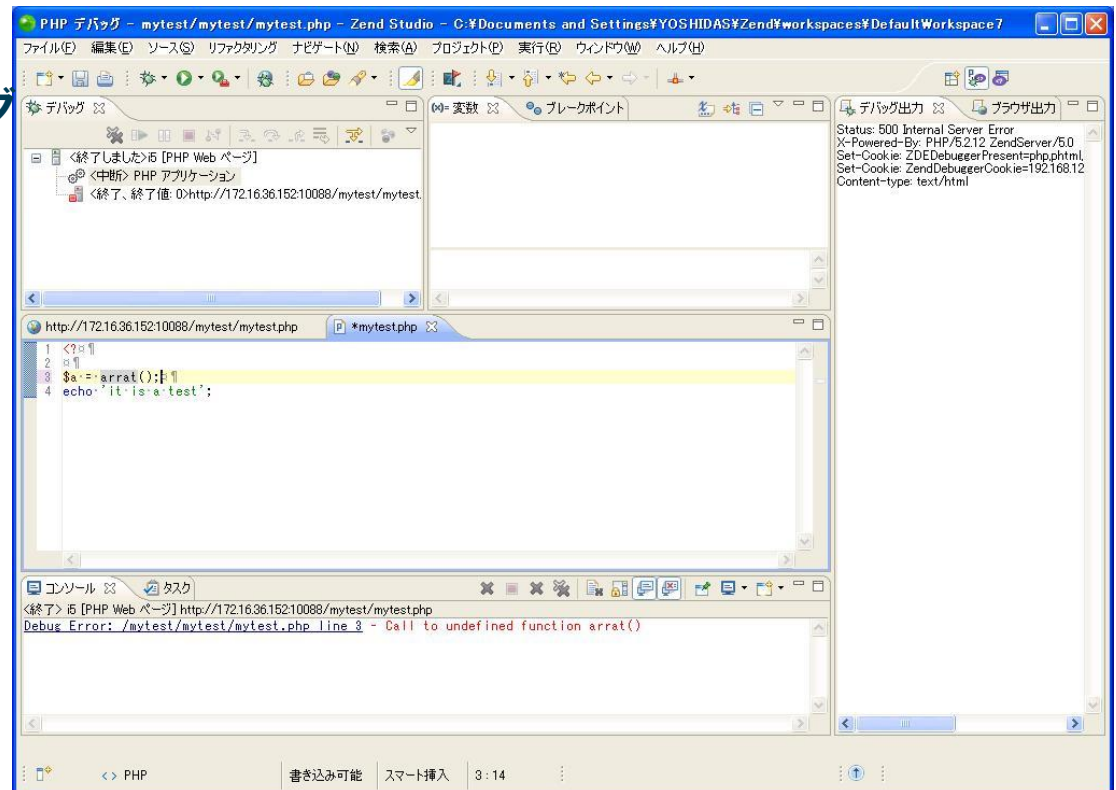 PHP デバッグ - mytest/mytest/mytest.php - Zend Studio - C:¥Documents and Settings¥YOSHIDAS¥Zend¥workspaces¥DefaultWorkspace7
ファイル(F) 編集(E) ソース(S) リファクタリング ナビゲート(N) 検索(A) プロジェクト(P) 実行(R) ウィンドウ(W) ヘルプ(H)
グ
デバッグ
<終了しました>i5 [PHP Web ページ]
<中断> PHP アプリケーション
<終了、終了値: 0>http://172.16.36.152:10088/mytest/mytest.
(x)= 変数 ブレークポイント
デバッグ出力 ブラウザ出力
Status: 500 Internal Server Error
X-Powered-By: PHP/5.2.12 ZendServer/5.0
Set-Cookie: ZDEDebuggerPresent=php,phtml,
Set-Cookie: ZendDebuggerCookie=192.168.12
Content-type: text/html
http://172.16.36.152:10088/mytest/mytest.php *mytest.php
1 <?¤¶
2 ¤¶
3 $a·=·arrat();¤¶
4 echo·'it·is·a·test';
コンソール タスク
<終了> i5 [PHP Web ページ] http://172.16.36.152:10088/mytest/mytest.php
Debug Error: /mytest/mytest/mytest.php line 3 - Call to undefined function arrat()
<> PHP 書き込み可能 スマート挿入 3 : 14